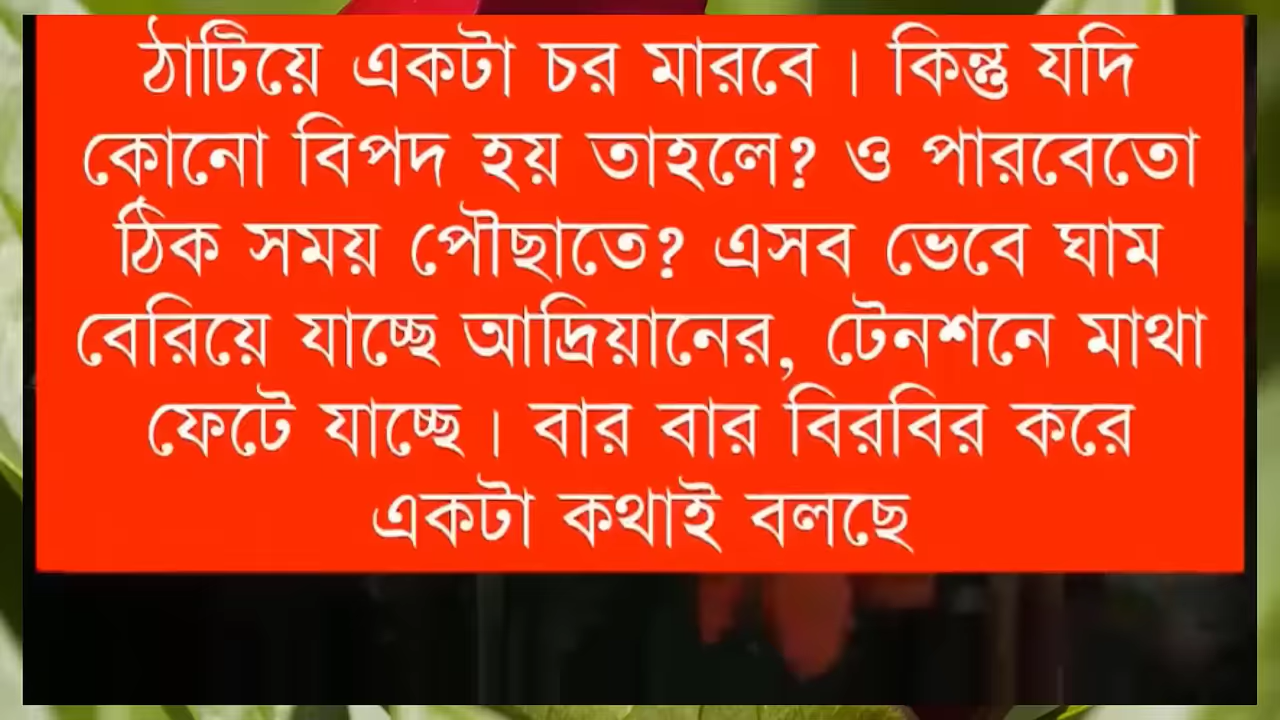 ঠাটিয়ে একটা চর মারবে। কিন্তু যদি
কোনো বিপদ হয় তাহলে? ও পারবেতো
ঠিক সময় পৌছাতে? এসব ভেবে ঘাম
বেরিয়ে যাচ্ছে আদ্রিয়ানের, টেনশনে মাথা
ফেটে যাচ্ছে। বার বার বিরবির করে
একটা কথাই বলছে